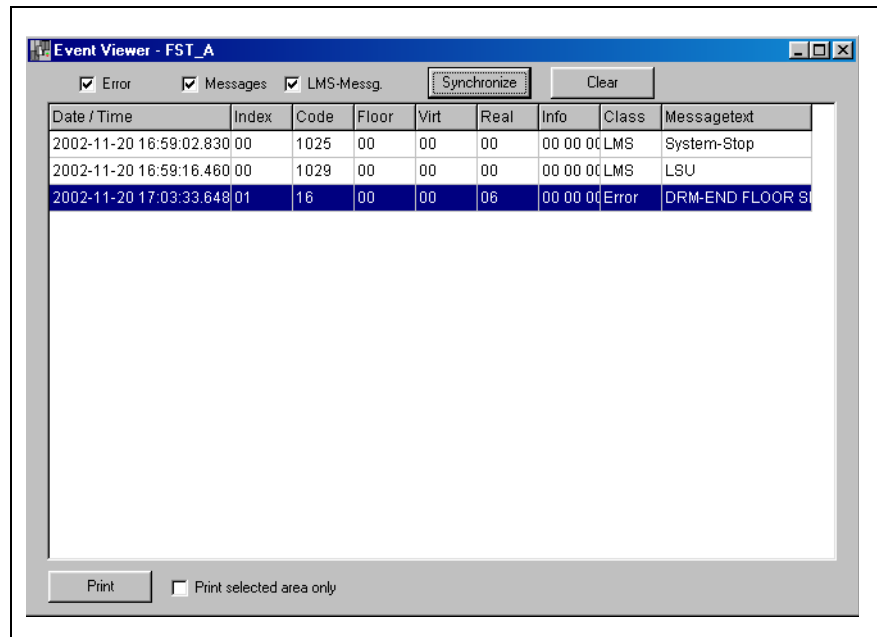 Event Viewer - FST_A
Error Messages LMS-Messg. Synchronize Clear
Date / Time Index Code Floor Virt Real Info Class Messagetext
2002-11-20 16:59:02.830 00 1025 00 00 00 00 00 00 LMS System-Stop
2002-11-20 16:59:16.460 00 1029 00 00 00 00 00 00 LMS LSU
2002-11-20 17:03:33.648 01 16 00 00 06 00 00 00 Error DRM-END FLOOR
Print Print selected area only